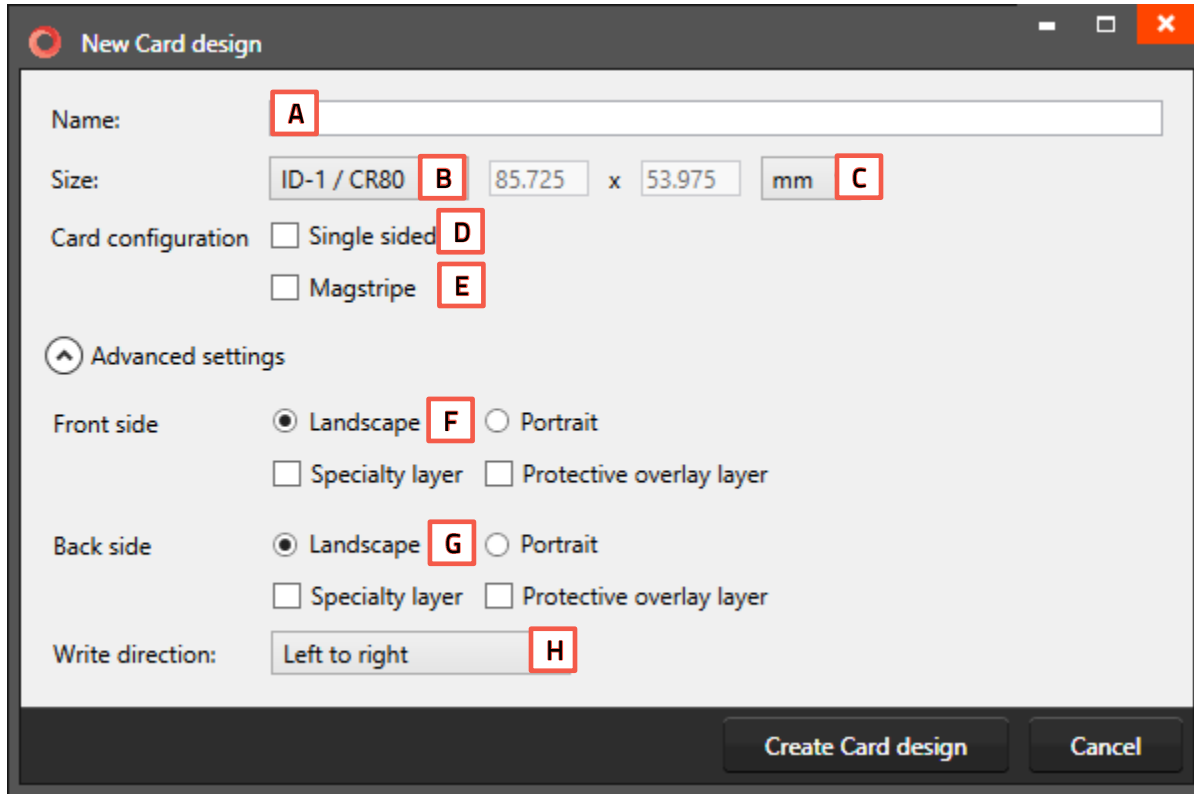 New Card design
Name: A
Size: ID-1 / CR80 B 85.725 x 53.975 mm C
Card configuration Single sided D
Magstripe E
Advanced settings
Front side Landscape F Portrait
Specialty layer Protective overlay layer
Back side Landscape G Portrait
Specialty layer Protective overlay layer
Write direction: Left to right H
Create Card design Cancel